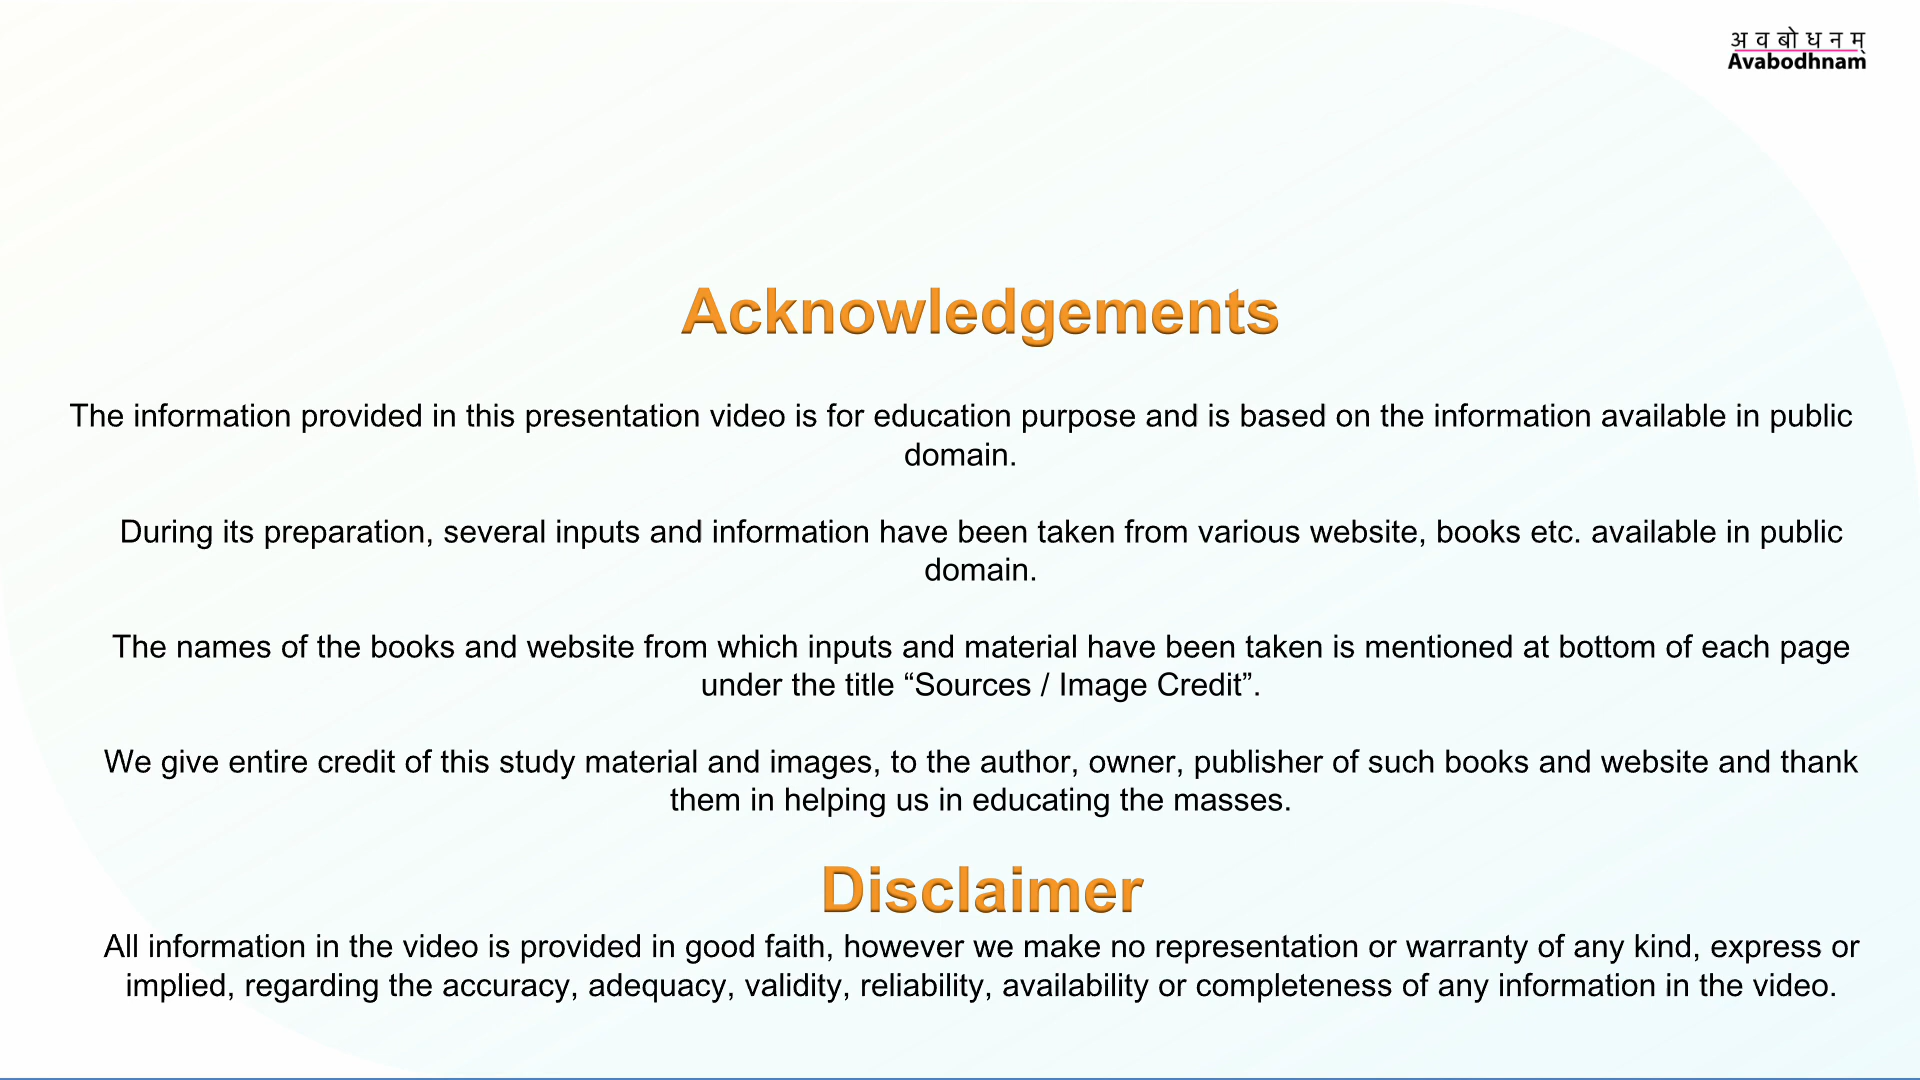 अ व बो ध न म्
Avabodhnam
Acknowledgements
The information provided in this presentation video is for education purpose and is based on the information available in public
domain.
During its preparation, several inputs and information have been taken from various website, books etc. available in public
domain.
The names of the books and website from which inputs and material have been taken is mentioned at bottom of each page
under the title “Sources / Image Credit”.
We give entire credit of this study material and images, to the author, owner, publisher of such books and website and thank
them in helping us in educating the masses.
Disclaimer
All information in the video is provided in good faith, however we make no representation or warranty of any kind, express or
implied, regarding the accuracy, adequacy, validity, reliability, availability or completeness of any information in the video.